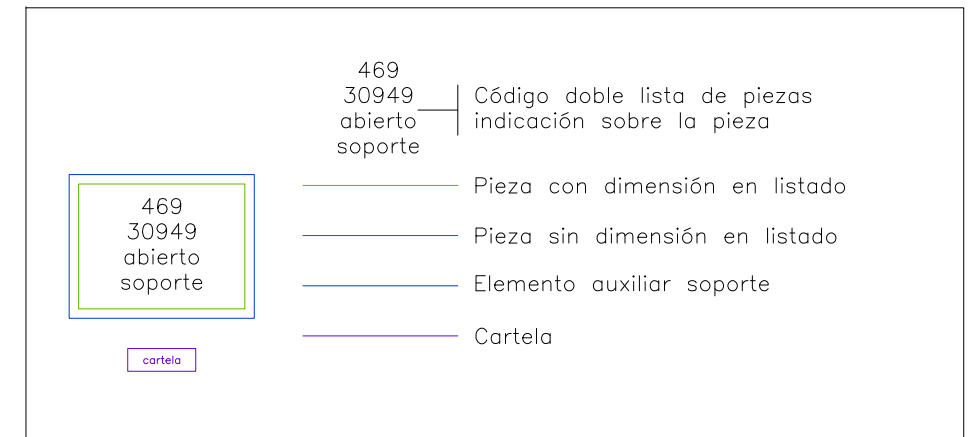 469
30949
abierto
soporte
Código doble lista de piezas
indicación sobre la pieza
Pieza con dimensión en listado
Pieza sin dimensión en listado
Elemento auxiliar soporte
Cartela
469
30949
abierto
soporte
cartela